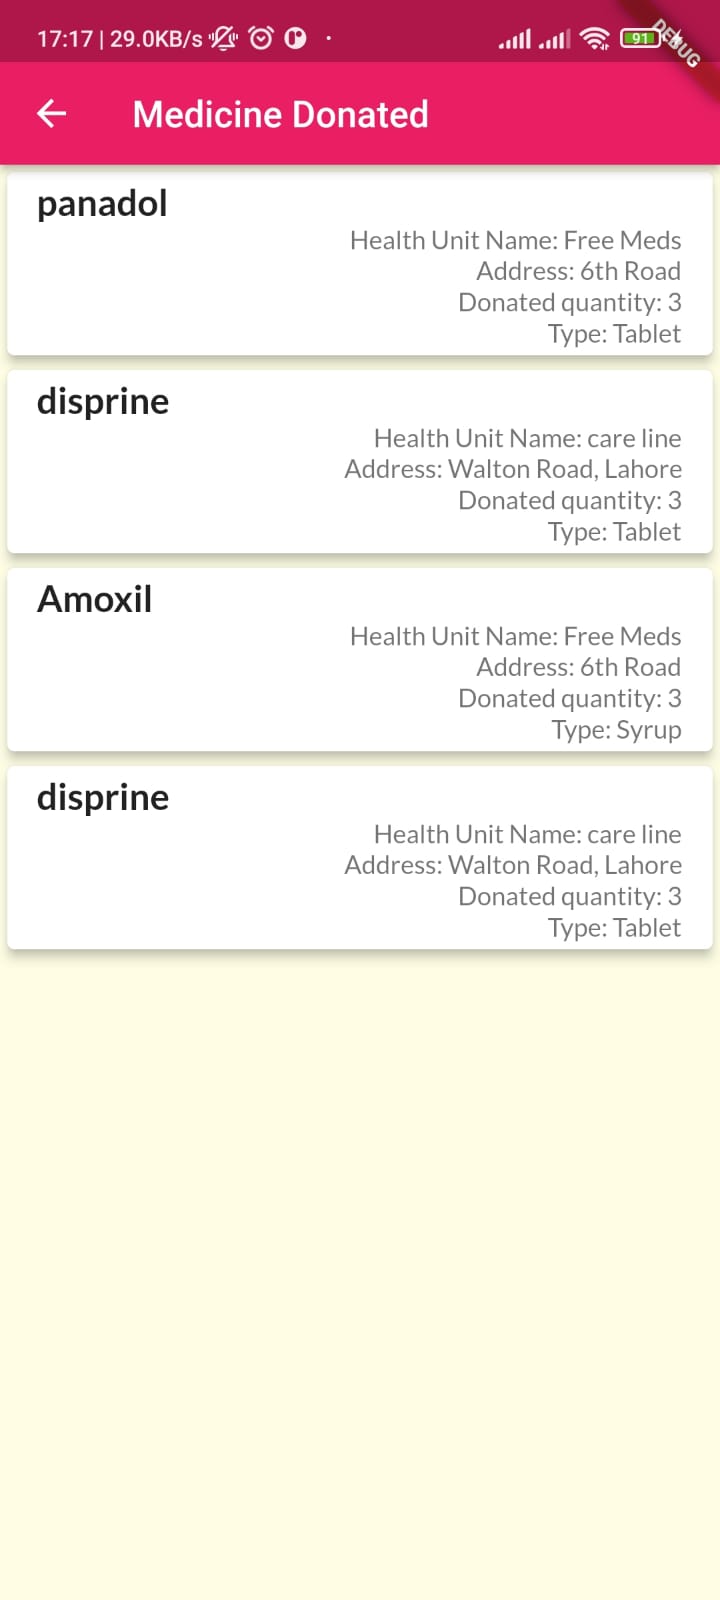 17:17 | 29.0KB/s
91
DEBUG
Medicine Donated
panadol
Health Unit Name: Free Meds
Address: 6th Road
Donated quantity: 3
Type: Tablet
disprine
Health Unit Name: care line
Address: Walton Road, Lahore
Donated quantity: 3
Type: Tablet
Amoxil
Health Unit Name: Free Meds
Address: 6th Road
Donated quantity: 3
Type: Syrup
disprine
Health Unit Name: care line
Address: Walton Road, Lahore
Donated quantity: 3
Type: Tablet